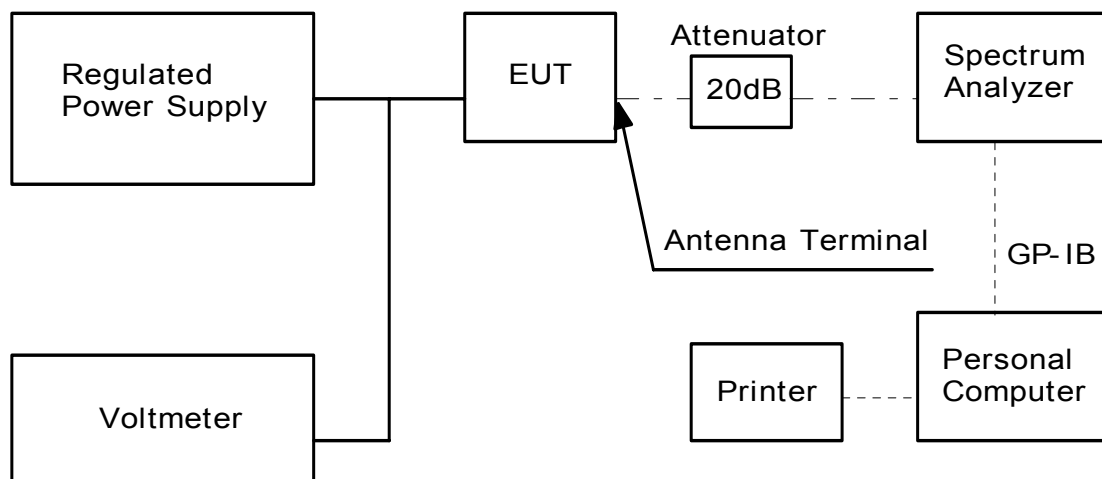 Regulated
Power Supply
EUT
Attenuator
20dB
Spectrum
Analyzer
Antenna Terminal
GP-IB
Voltmeter
Printer
Personal
Computer